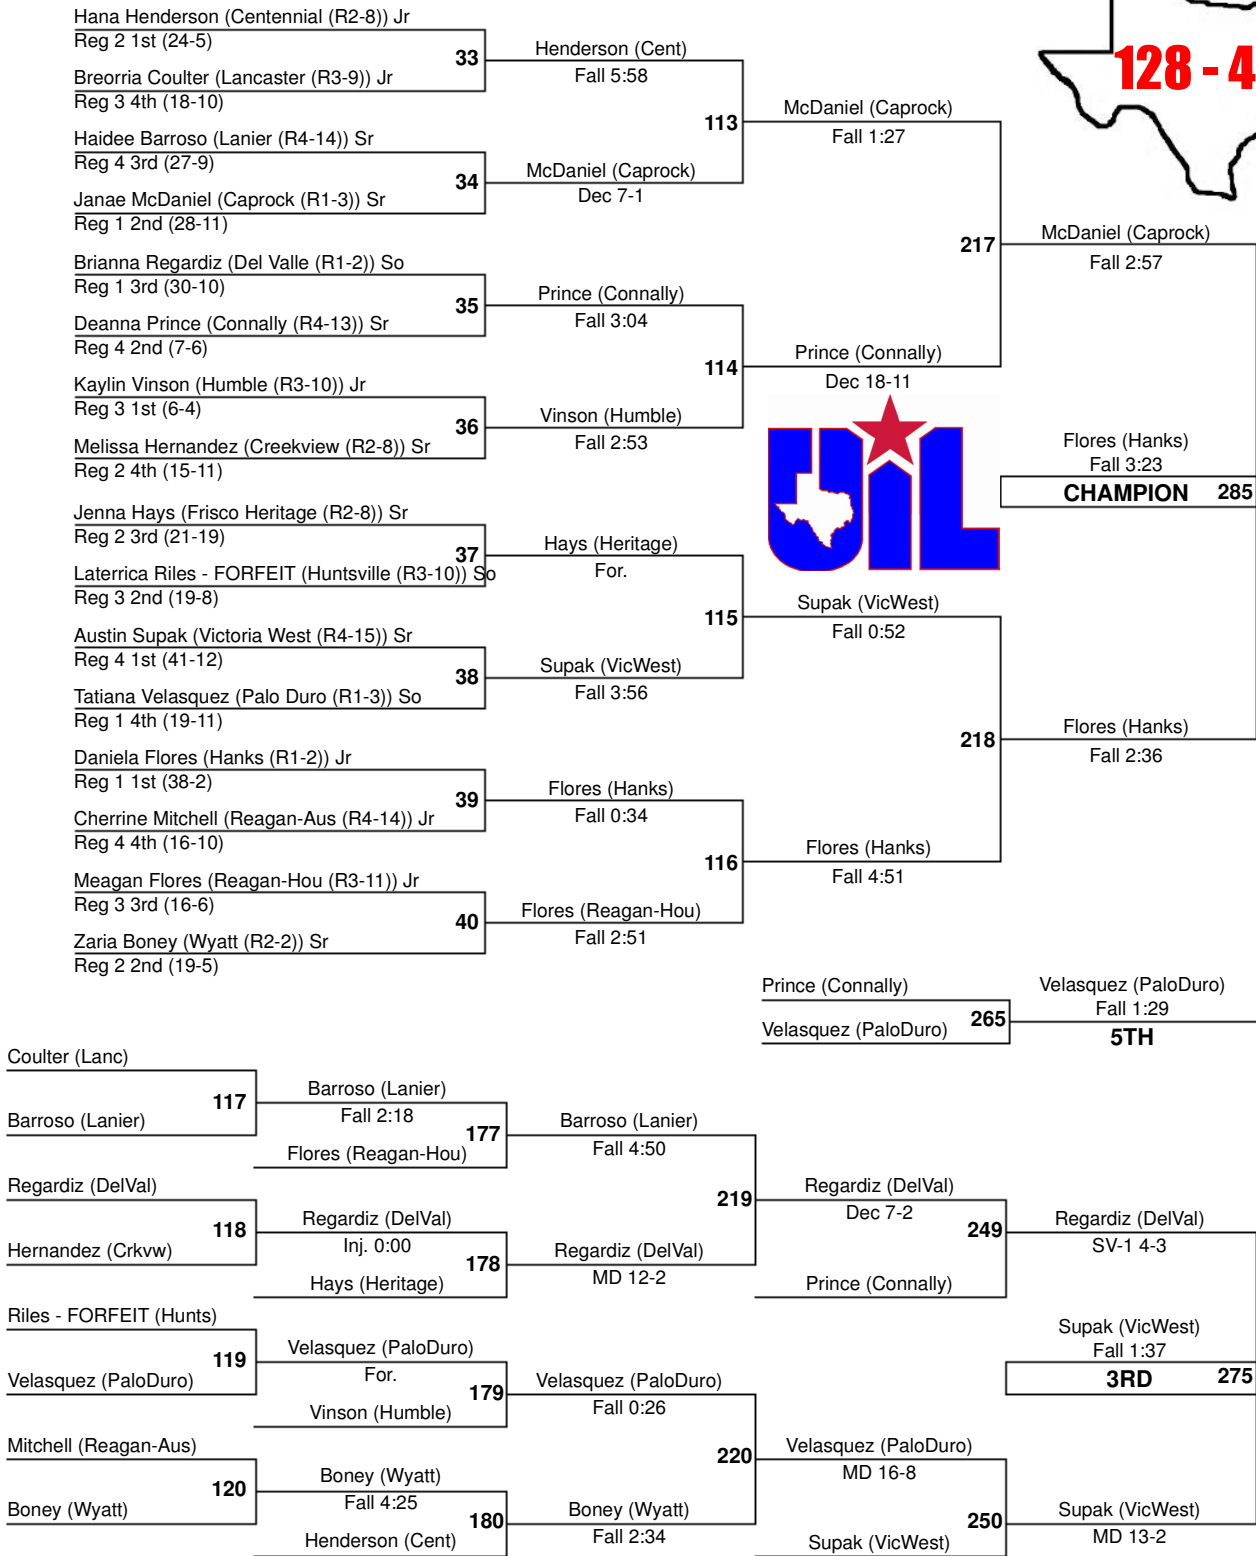 Hana Henderson (Centennial (R2-8)) Jr
Reg 2 1st (24-5)
33
Henderson (Cent)
Fall 5:58
Breorria Coulter (Lancaster (R3-9)) Jr
Reg 3 4th (18-10)
128 - 4
113
McDaniel (Caprock)
Fall 1:27
Haidee Barroso (Lanier (R4-14)) Sr
Reg 4 3rd (27-9)
34
McDaniel (Caprock)
Dec 7-1
Janae McDaniel (Caprock (R1-3)) Sr
Reg 1 2nd (28-11)
217
McDaniel (Caprock)
Fall 2:57
Brianna Regardiz (Del Valle (R1-2)) So
Reg 1 3rd (30-10)
35
Prince (Connally)
Fall 3:04
Deanna Prince (Connally (R4-13)) Sr
Reg 4 2nd (7-6)
114
Prince (Connally)
Dec 18-11
Kaylin Vinson (Humble (R3-10)) Jr
Reg 3 1st (6-4)
36
Vinson (Humble)
Fall 2:53
Melissa Hernandez (Creekview (R2-8)) Sr
Reg 2 4th (15-11)
UIL
Flores (Hanks)
Fall 3:23
CHAMPION 285
Jenna Hays (Frisco Heritage (R2-8)) Sr
Reg 2 3rd (21-19)
37
Hays (Heritage)
For.
Laterrica Riles - FORFEIT (Huntsville (R3-10)) So
Reg 3 2nd (19-8)
115
Supak (VicWest)
Fall 0:52
Austin Supak (Victoria West (R4-15)) Sr
Reg 4 1st (41-12)
38
Supak (VicWest)
Fall 3:56
Tatiana Velasquez (Palo Duro (R1-3)) So
Reg 1 4th (19-11)
218
Flores (Hanks)
Fall 2:36
Daniela Flores (Hanks (R1-2)) Jr
Reg 1 1st (38-2)
39
Flores (Hanks)
Fall 0:34
Cherrine Mitchell (Reagan-Aus (R4-14)) Jr
Reg 4 4th (16-10)
116
Flores (Hanks)
Fall 4:51
Meagan Flores (Reagan-Hou (R3-11)) Jr
Reg 3 3rd (16-6)
40
Flores (Reagan-Hou)
Fall 2:51
Zaria Boney (Wyatt (R2-2)) Sr
Reg 2 2nd (19-5)
Prince (Connally)
Velasquez (PaloDuro)
265
Velasquez (PaloDuro)
Fall 1:29
5TH
Coulter (Lanc)
117
Barroso (Lanier)
Barroso (Lanier)
Fall 2:18
177
Flores (Reagan-Hou)
Barroso (Lanier)
Fall 4:50
Regardiz (DelVal)
118
Hernandez (Crkvw)
Regardiz (DelVal)
Inj. 0:00
178
Hays (Heritage)
Regardiz (DelVal)
MD 12-2
219
Regardiz (DelVal)
Dec 7-2
249
Prince (Connally)
Regardiz (DelVal)
SV-1 4-3
Riles - FORFEIT (Hunts)
119
Velasquez (PaloDuro)
Velasquez (PaloDuro)
For.
179
Vinson (Humble)
Velasquez (PaloDuro)
Fall 0:26
Supak (VicWest)
Fall 1:37
3RD 275
Mitchell (Reagan-Aus)
120
Boney (Wyatt)
Boney (Wyatt)
Fall 4:25
180
Henderson (Cent)
Boney (Wyatt)
Fall 2:34
220
Velasquez (PaloDuro)
MD 16-8
250
Supak (VicWest)
Supak (VicWest)
MD 13-2